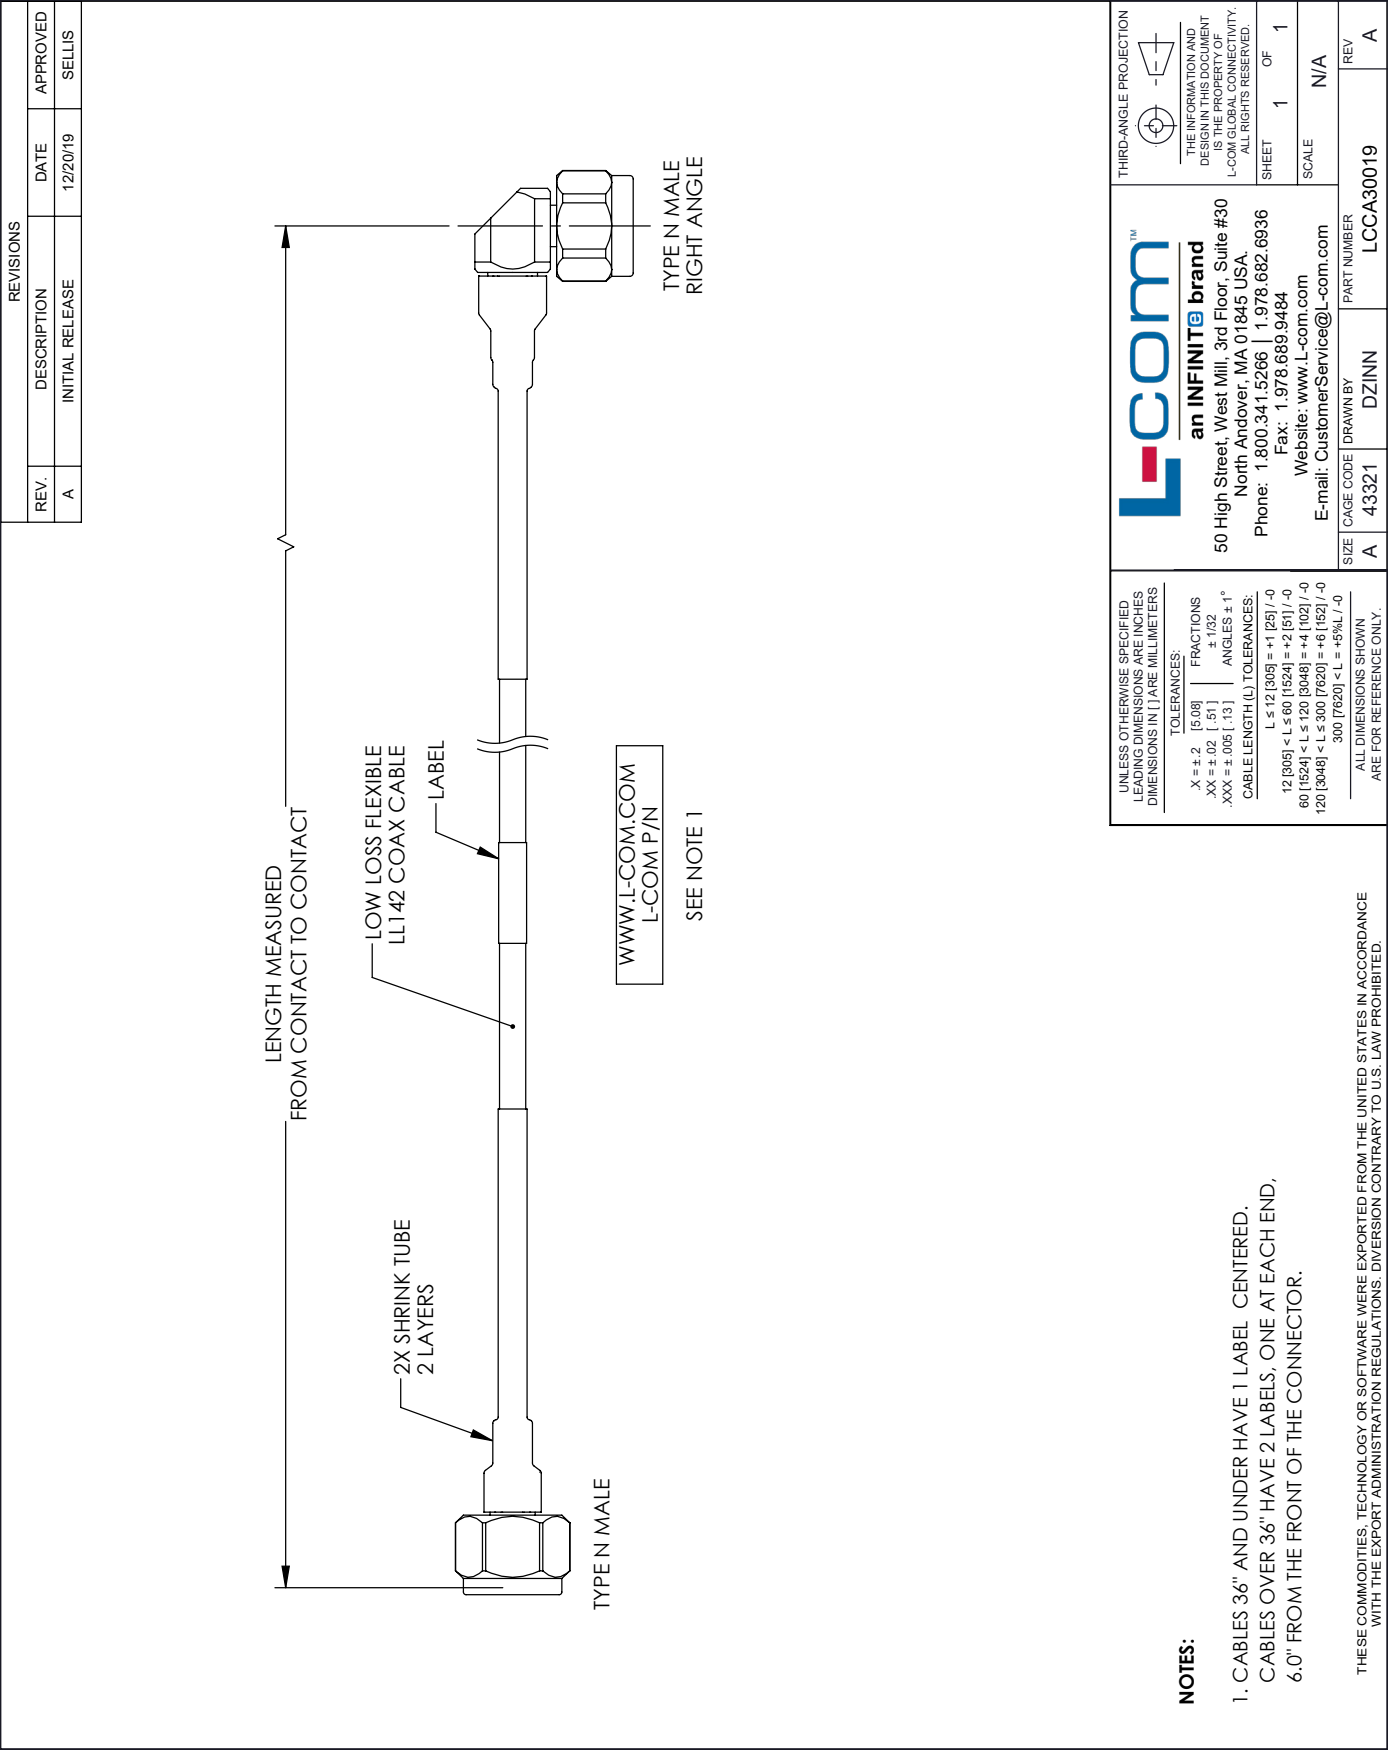 REVISIONS
REV. DESCRIPTION DATE APPROVED
A INITIAL RELEASE 12/20/19 SELLIS
LENGTH MEASURED
FROM CONTACT TO CONTACT
2X SHRINK TUBE
2 LAYERS
LOW LOSS FLEXIBLE
LL142 COAX CABLE
LABEL
TYPE N MALE
TYPE N MALE
RIGHT ANGLE
WWW.L-COM.COM
L-COM P/N
SEE NOTE 1
NOTES:
1. CABLES 36" AND UNDER HAVE 1 LABEL CENTERED.
CABLES OVER 36" HAVE 2 LABELS, ONE AT EACH END,
6.0" FROM THE FRONT OF THE CONNECTOR.
THESE COMMODITIES, TECHNOLOGY OR SOFTWARE WERE EXPORTED FROM THE UNITED STATES IN ACCORDANCE
WITH THE EXPORT ADMINISTRATION REGULATIONS. DIVERSION CONTRARY TO U.S. LAW PROHIBITED.
UNLESS OTHERWISE SPECIFIED
LEADING DIMENSIONS ARE INCHES
DIMENSIONS IN [ ] ARE MILLIMETERS
TOLERANCES:
.X = ±.2 [5.08] FRACTIONS
.XX = ±.02 [ .51 ] ± 1/32
.XXX = ±.005 [ .13 ] ANGLES ± 1°
CABLE LENGTH (L) TOLERANCES:
L ≤ 12 [305] = +1 [25] / -0
12 [305] < L ≤ 60 [1524] = +2 [51] / -0
60 [1524] < L ≤ 120 [3048] = +4 [102] / -0
120 [3048] < L ≤ 300 [7620] = +6 [152] / -0
300 [7620] < L = +5%L / -0
ALL DIMENSIONS SHOWN
ARE FOR REFERENCE ONLY.
L-com™
an INFINITe brand
50 High Street, West Mill, 3rd Floor, Suite #30
North Andover, MA 01845 USA.
Phone: 1.800.341.5266 | 1.978.682.6936
Fax: 1.978.689.9484
Website: www.L-com.com
E-mail: CustomerService@L-com.com
THIRD-ANGLE PROJECTION
THE INFORMATION AND
DESIGN IN THIS DOCUMENT
IS THE PROPERTY OF
L-COM GLOBAL CONNECTIVITY.
ALL RIGHTS RESERVED.
SHEET 1 OF 1
SCALE N/A
SIZE CAGE CODE DRAWN BY PART NUMBER REV
A 43321 DZINN LCCA30019 A